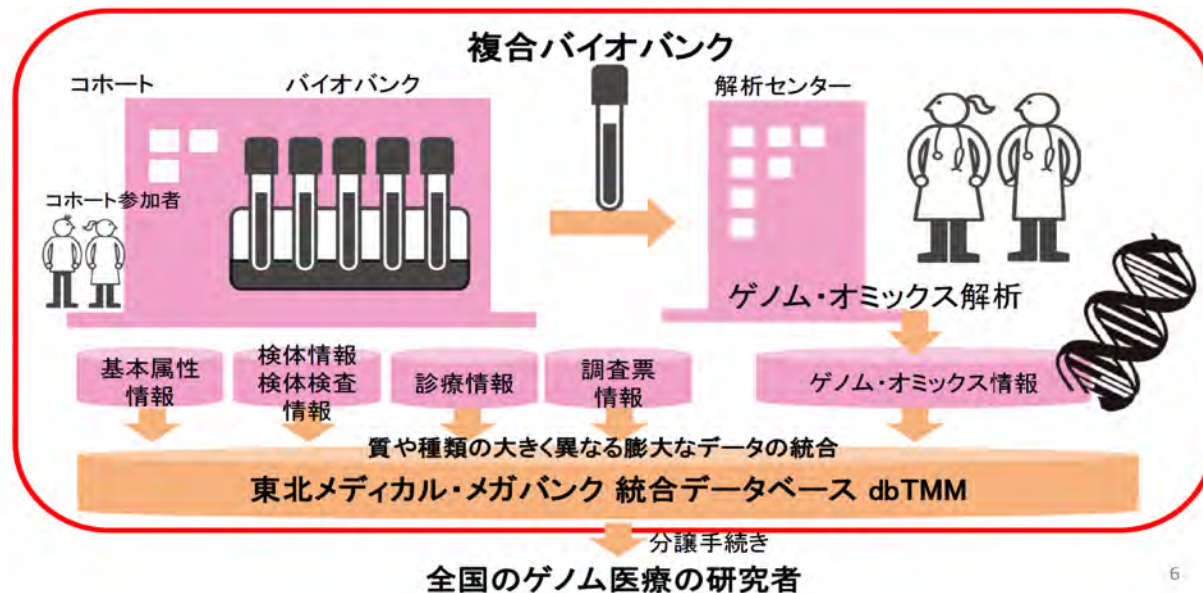 複合バイオバンク
コホート
バイオバンク
解析センター
コホート参加者
ゲノム・オミックス解析
基本属性
情報
検体情報
検体検査
情報
診療情報
調査票
情報
ゲノム・オミックス情報
質や種類の大きく異なる膨大なデータの統合
東北メディカル・メガバンク 統合データベース dbTMM
分譲手続き
全国のゲノム医療の研究者
6